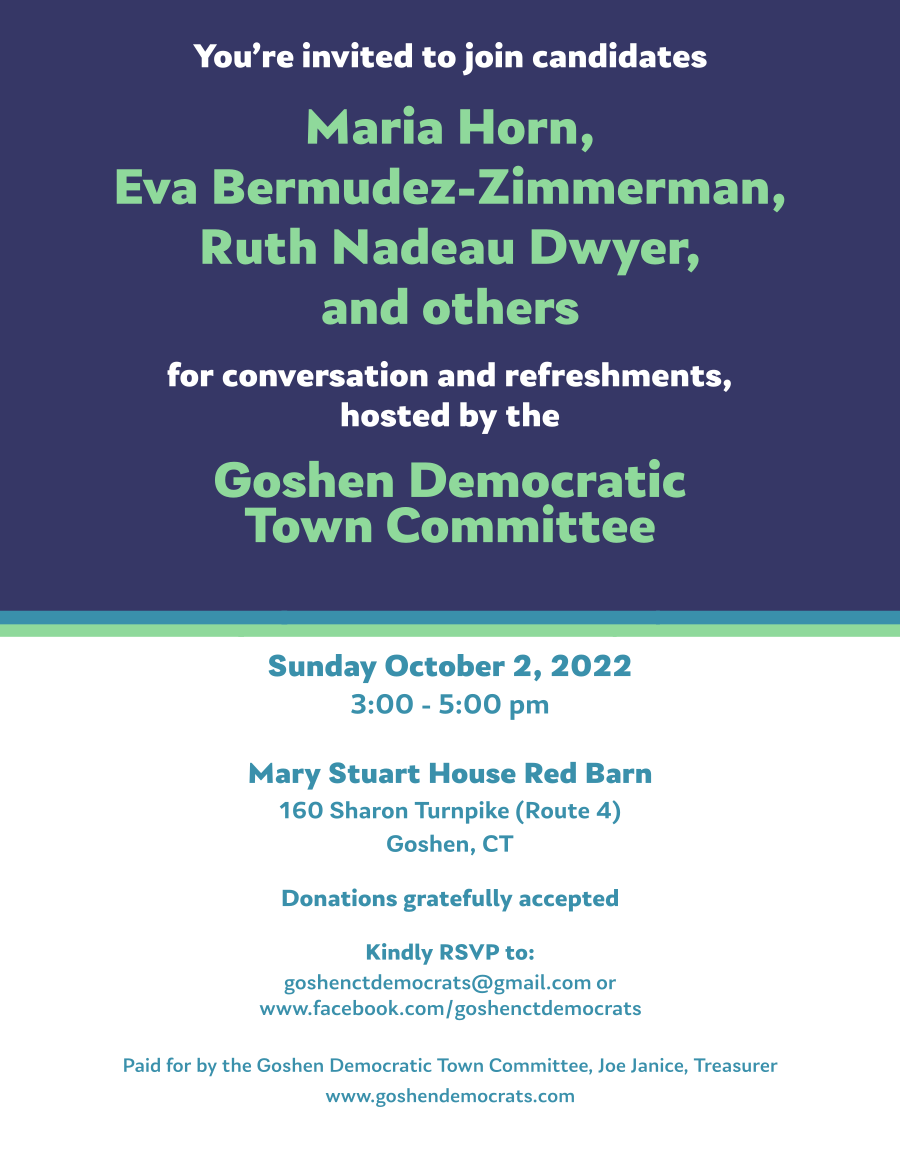 You’re invited to join candidates
Maria Horn,
Eva Bermudez-Zimmerman,
Ruth Nadeau Dwyer,
and others
for conversation and refreshments,
hosted by the
Goshen Democratic
Town Committee
Sunday October 2, 2022
3:00 - 5:00 pm
Mary Stuart House Red Barn
160 Sharon Turnpike (Route 4)
Goshen, CT
Donations gratefully accepted
Kindly RSVP to:
goshenctdemocrats@gmail.com or
www.facebook.com/goshenctdemocrats
Paid for by the Goshen Democratic Town Committee, Joe Janice, Treasurer
www.goshendemocrats.com